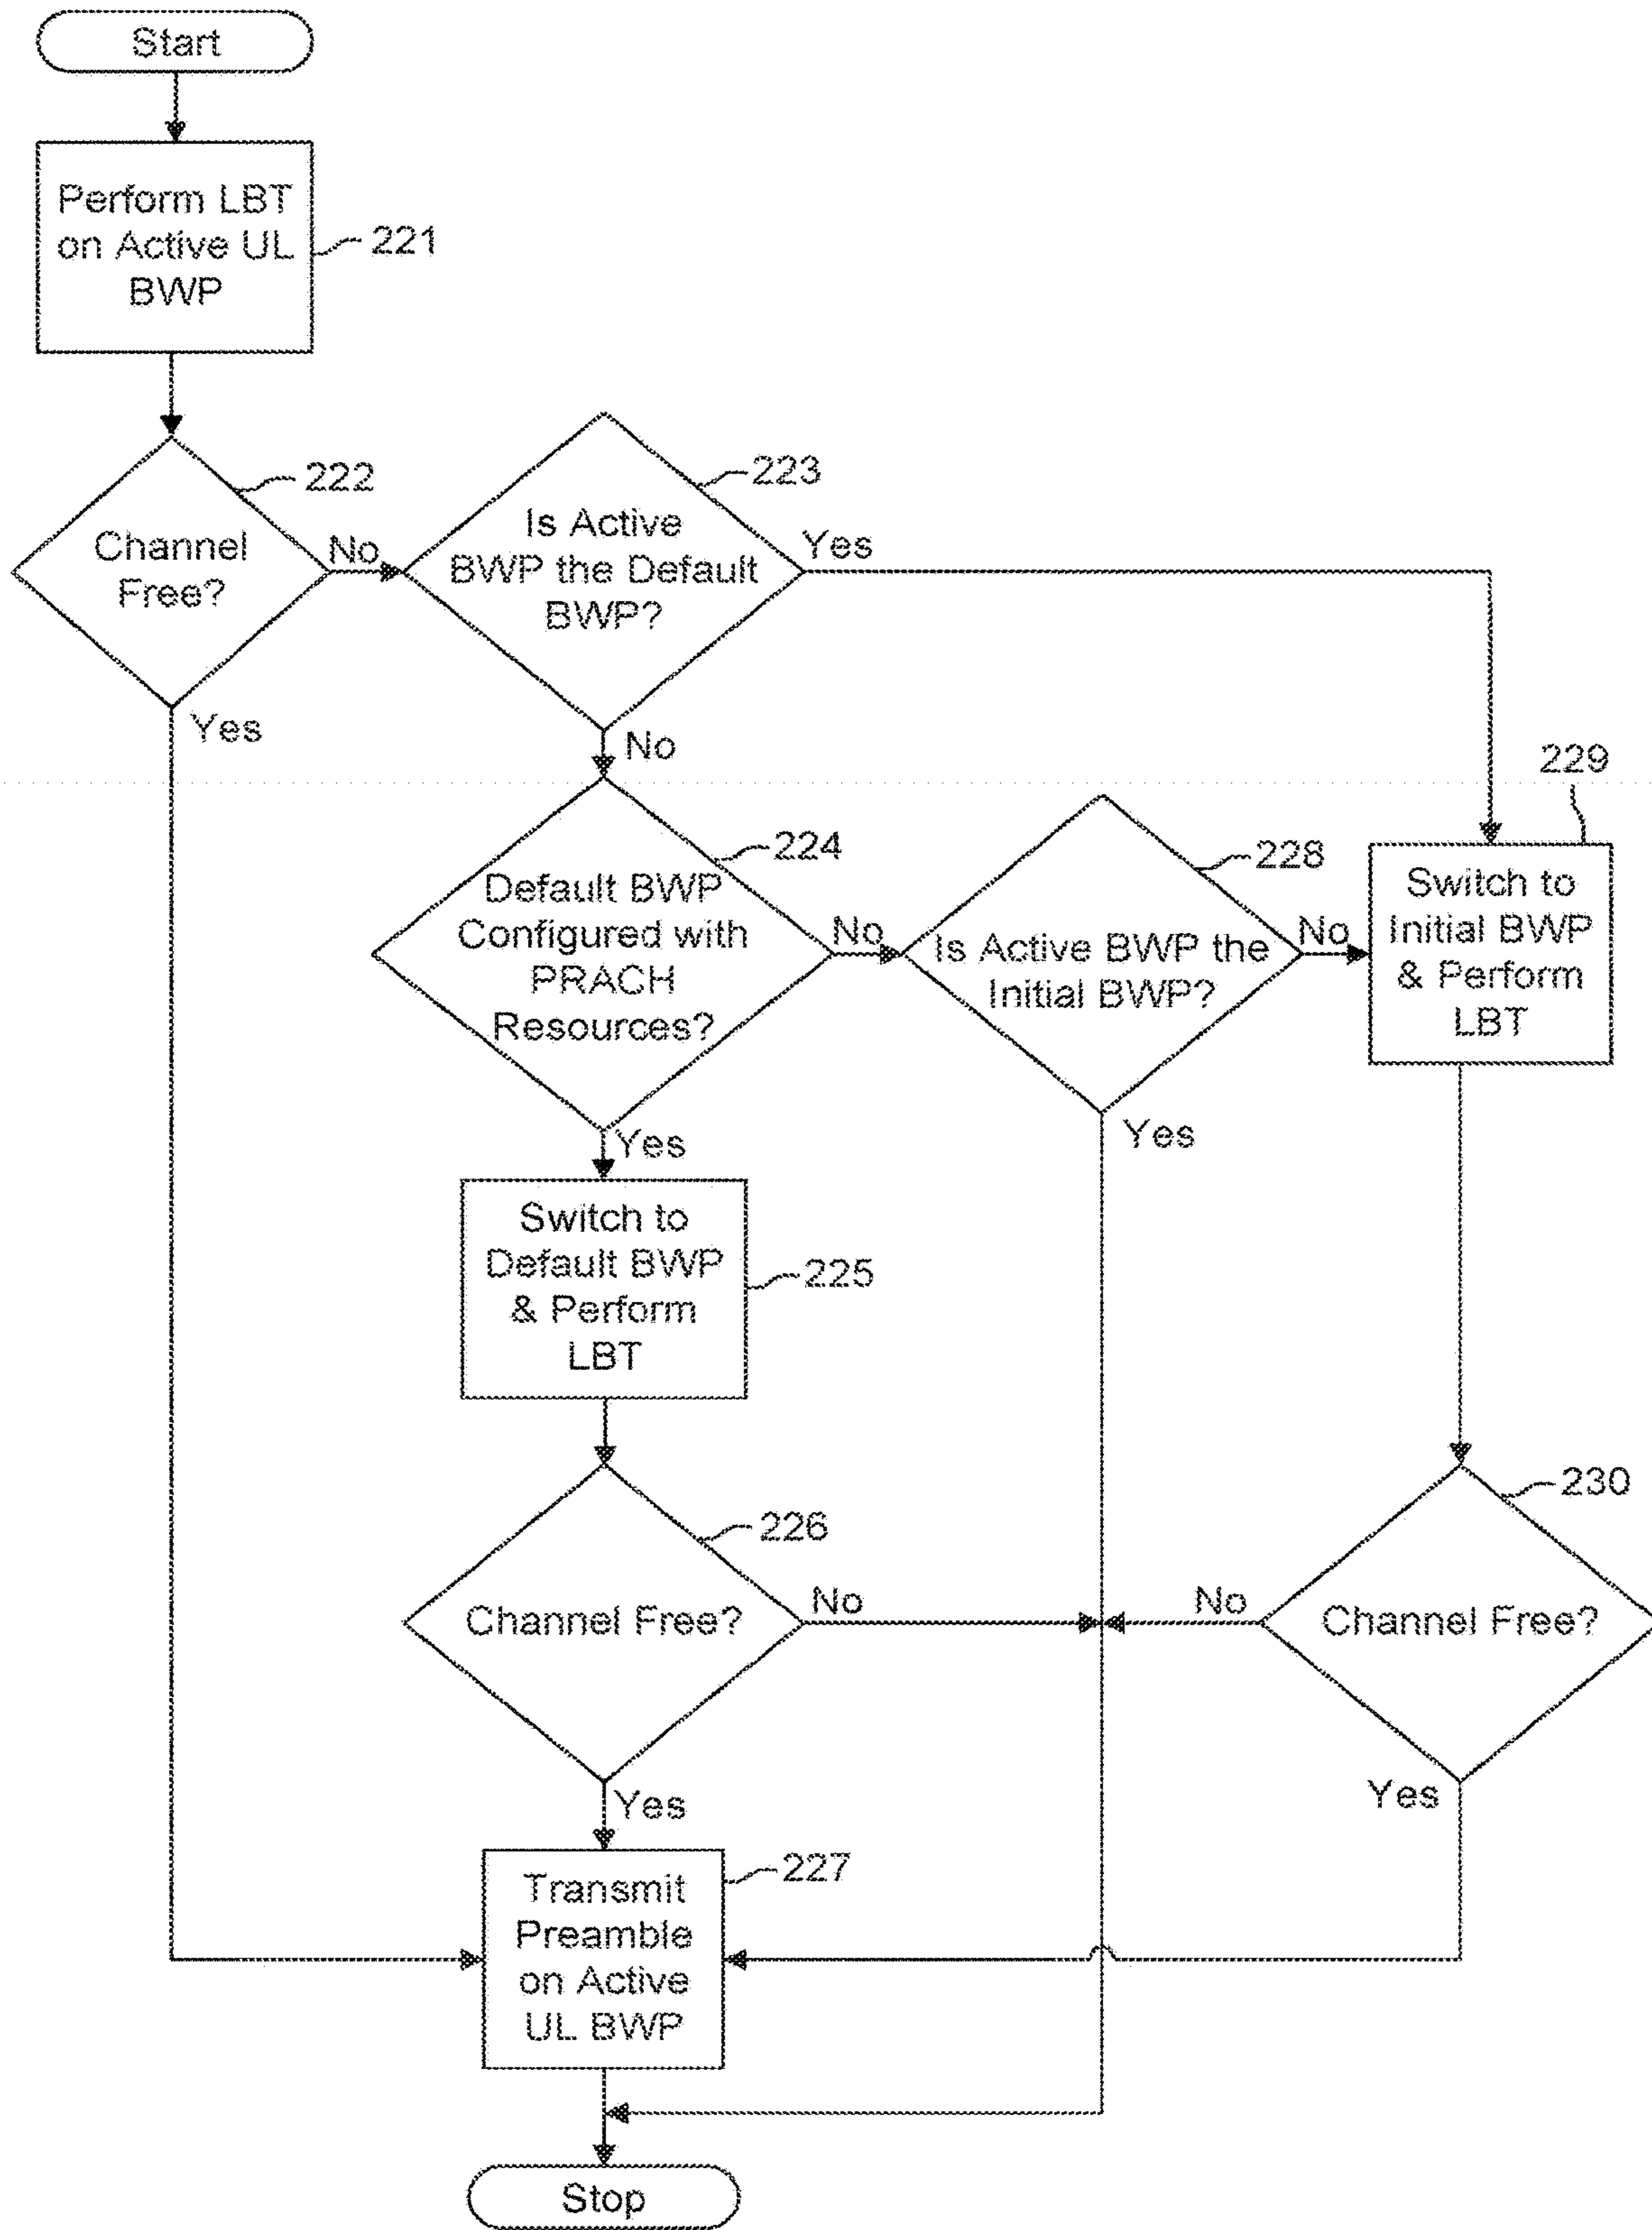 Start
Perform LBT
on Active UL
BWP
221
222
Channel
Free?
No
Yes
223
Is Active
BWP the Default
BWP?
Yes
No
224
Default BWP
Configured with
PRACH
Resources?
No
Yes
228
Is Active BWP the
Initial BWP?
No
Yes
229
Switch to
Initial BWP
& Perform
LBT
Switch to
Default BWP
& Perform
LBT
225
226
Channel Free?
No
Yes
230
Channel Free?
No
Yes
227
Transmit
Preamble
on Active
UL BWP
Stop